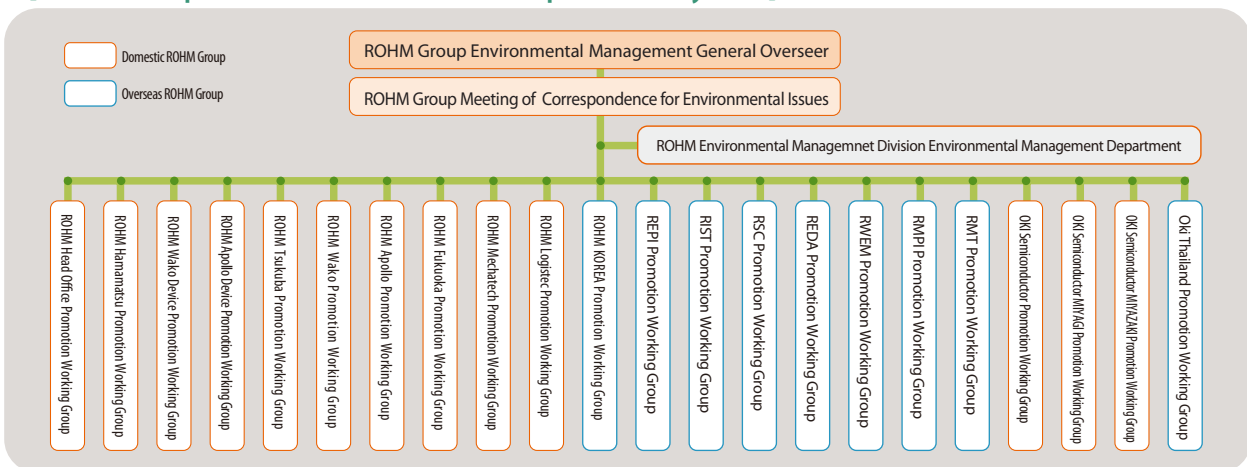 Domestic ROHM Group
Overseas ROHM Group
ROHM Group Environmental Management General Overseer
ROHM Group Meeting of Correspondence for Environmental Issues
ROHM Environmental Managemnet Division Environmental Management Department
ROHM Head Office Promotion Working Group
ROHM Hamamatsu Promotion Working Group
ROHM Wako Device Promotion Working Group
ROHM Apollo Device Promotion Working Group
ROHM Tsukuba Promotion Working Group
ROHM Wako Promotion Working Group
ROHM Apollo Promotion Working Group
ROHM Fukuoka Promotion Working Group
ROHM Mechatech Promotion Working Group
ROHM Logistec Promotion Working Group
ROHM KOREA Promotion Working Group
REPI Promotion Working Group
RIST Promotion Working Group
RSC Promotion Working Group
REDA Promotion Working Group
RWEM Promotion Working Group
RMPI Promotion Working Group
RMT Promotion Working Group
OKI Semiconductor Promotion Working Group
OKI Semiconductor MIYAGI Promotion Working Group
OKI Semiconductor MIYAZAKI Promotion Working Group
Oki Thailand Promotion Working Group